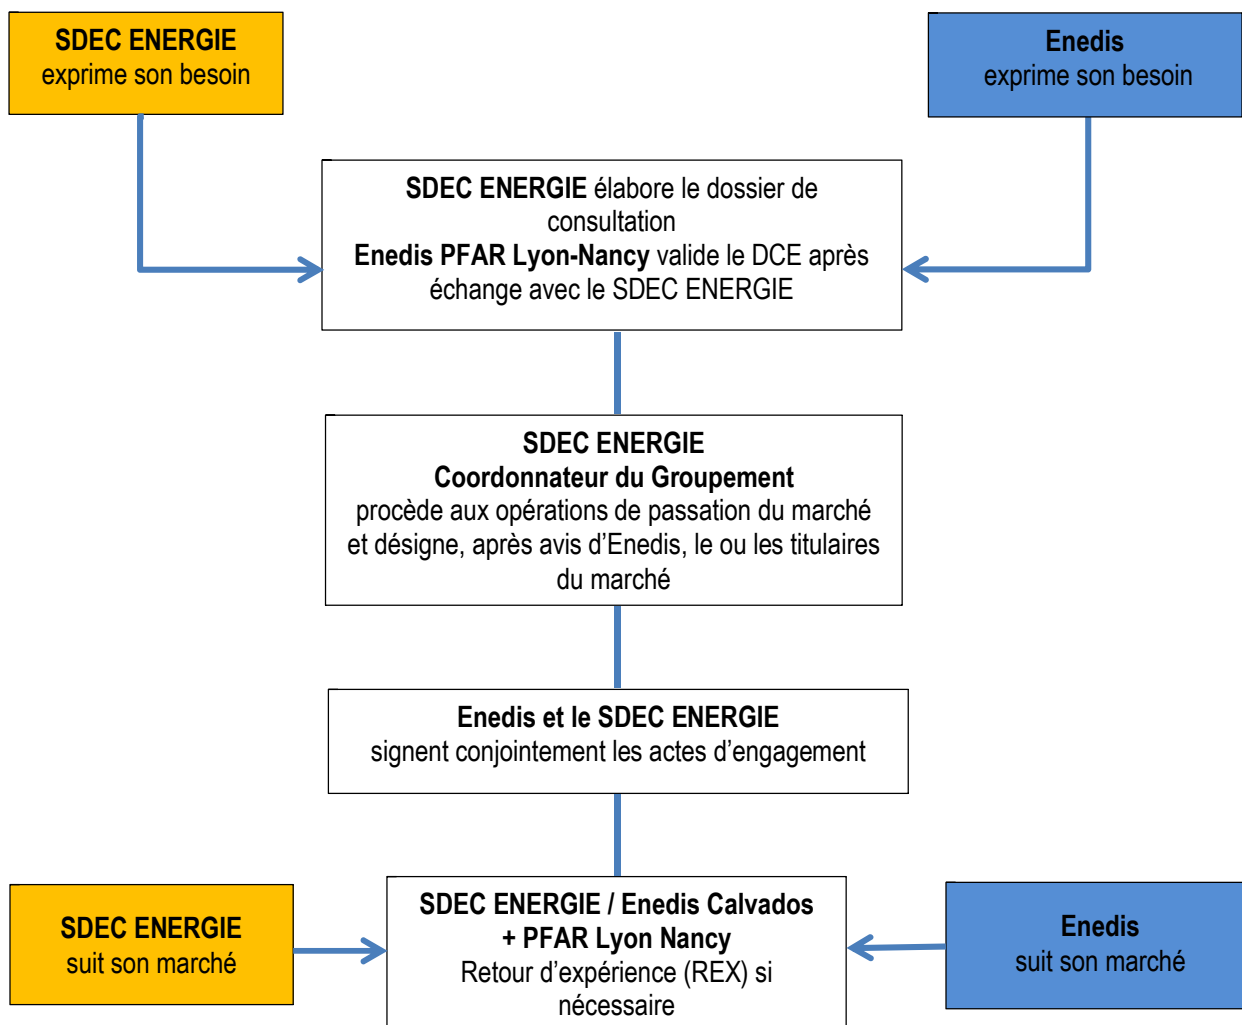 SDEC ENERGIE
exprime son besoin
Enedis
exprime son besoin
SDEC ENERGIE élabore le dossier de
consultation
Enedis PFAR Lyon-Nancy valide le DCE après
échange avec le SDEC ENERGIE
SDEC ENERGIE
Coordonnateur du Groupement
procède aux opérations de passation du marché
et désigne, après avis d’Enedis, le ou les titulaires
du marché
Enedis et le SDEC ENERGIE
signent conjointement les actes d’engagement
SDEC ENERGIE
suit son marché
SDEC ENERGIE / Enedis Calvados
+ PFAR Lyon Nancy
Retour d’expérience (REX) si
nécessaire
Enedis
suit son marché